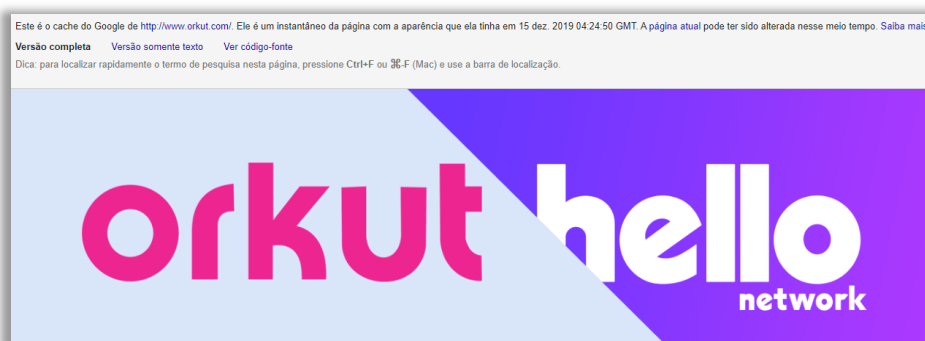 Este é o cache do Google de http://www.orkut.com/. Ele é um instantâneo da página com a aparência que ela tinha em 15 dez. 2019 04:24:50 GMT. A página atual pode ter sido alterada nesse meio tempo. Saiba mais
Versão completa Versão somente texto Ver código-fonte
Dica: para localizar rapidamente o termo de pesquisa nesta página, pressione Ctrl+F ou ⌘-F (Mac) e use a barra de localização.
orkut hello
network